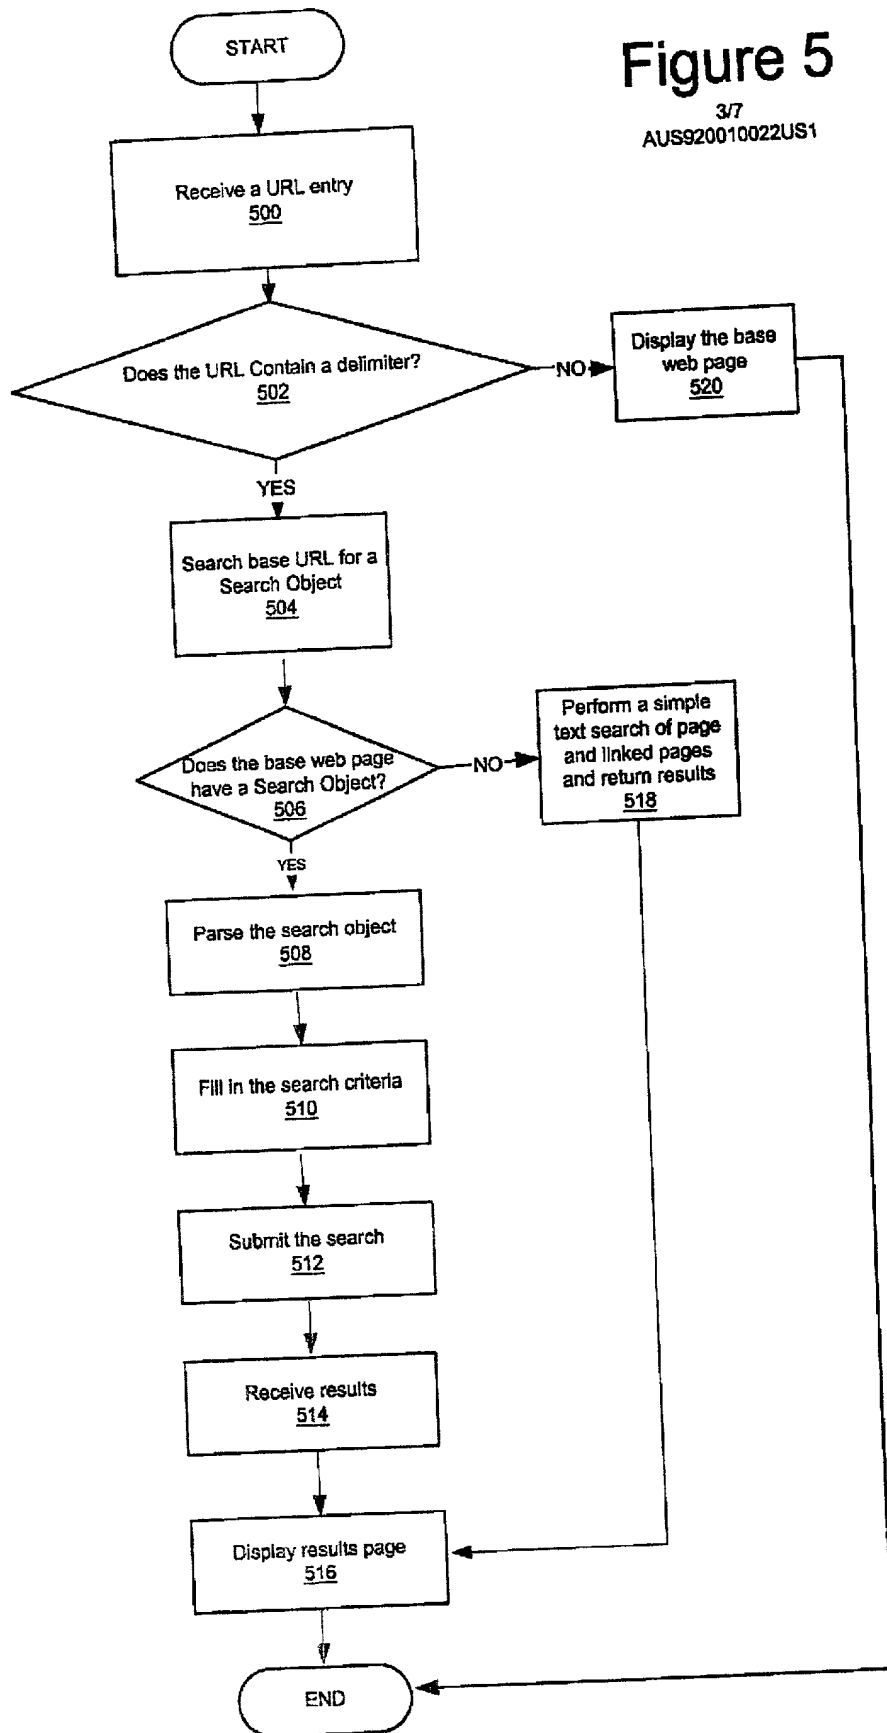 START
Figure 5
3/7
AUS920010022US1
Receive a URL entry
500
Does the URL Contain a delimiter?
502
NO
Display the base
web page
520
YES
Search base URL for a
Search Object
504
Does the base web page
have a Search Object?
506
NO
Perform a simple
text search of page
and linked pages
and return results
518
YES
Parse the search object
508
Fill in the search criteria
510
Submit the search
512
Receive results
514
Display results page
516
END